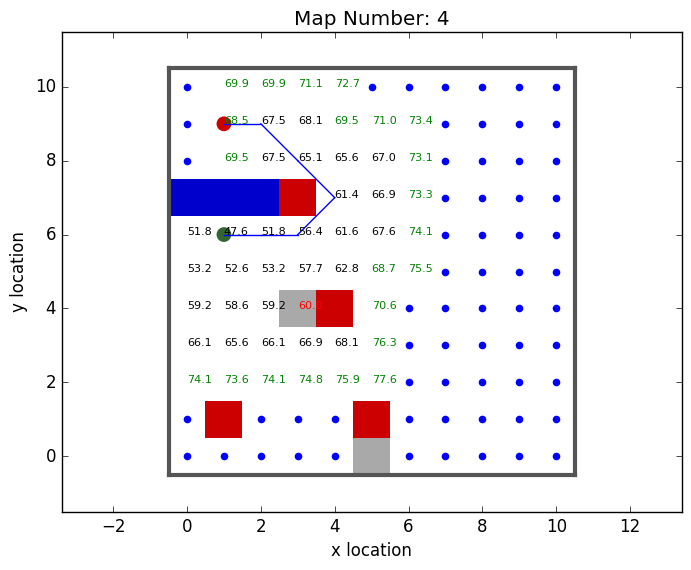 Map Number: 4
10 69.9 69.9 71.1 72.7
68.5 67.5 68.1 69.5 71.0 73.4
8 69.5 67.5 65.1 65.6 67.0 73.1
61.4 66.9 73.3
6 51.8 47.6 51.8 56.4 61.6 67.6 74.1
53.2 52.6 53.2 57.7 62.8 68.7 75.5
4 59.2 58.6 59.2 60. 70.6
66.1 65.6 66.1 66.9 68.1 76.3
2 74.1 73.6 74.1 74.8 75.9 77.6
0
−2 0 2 4 6 8 10 12
x location
y location